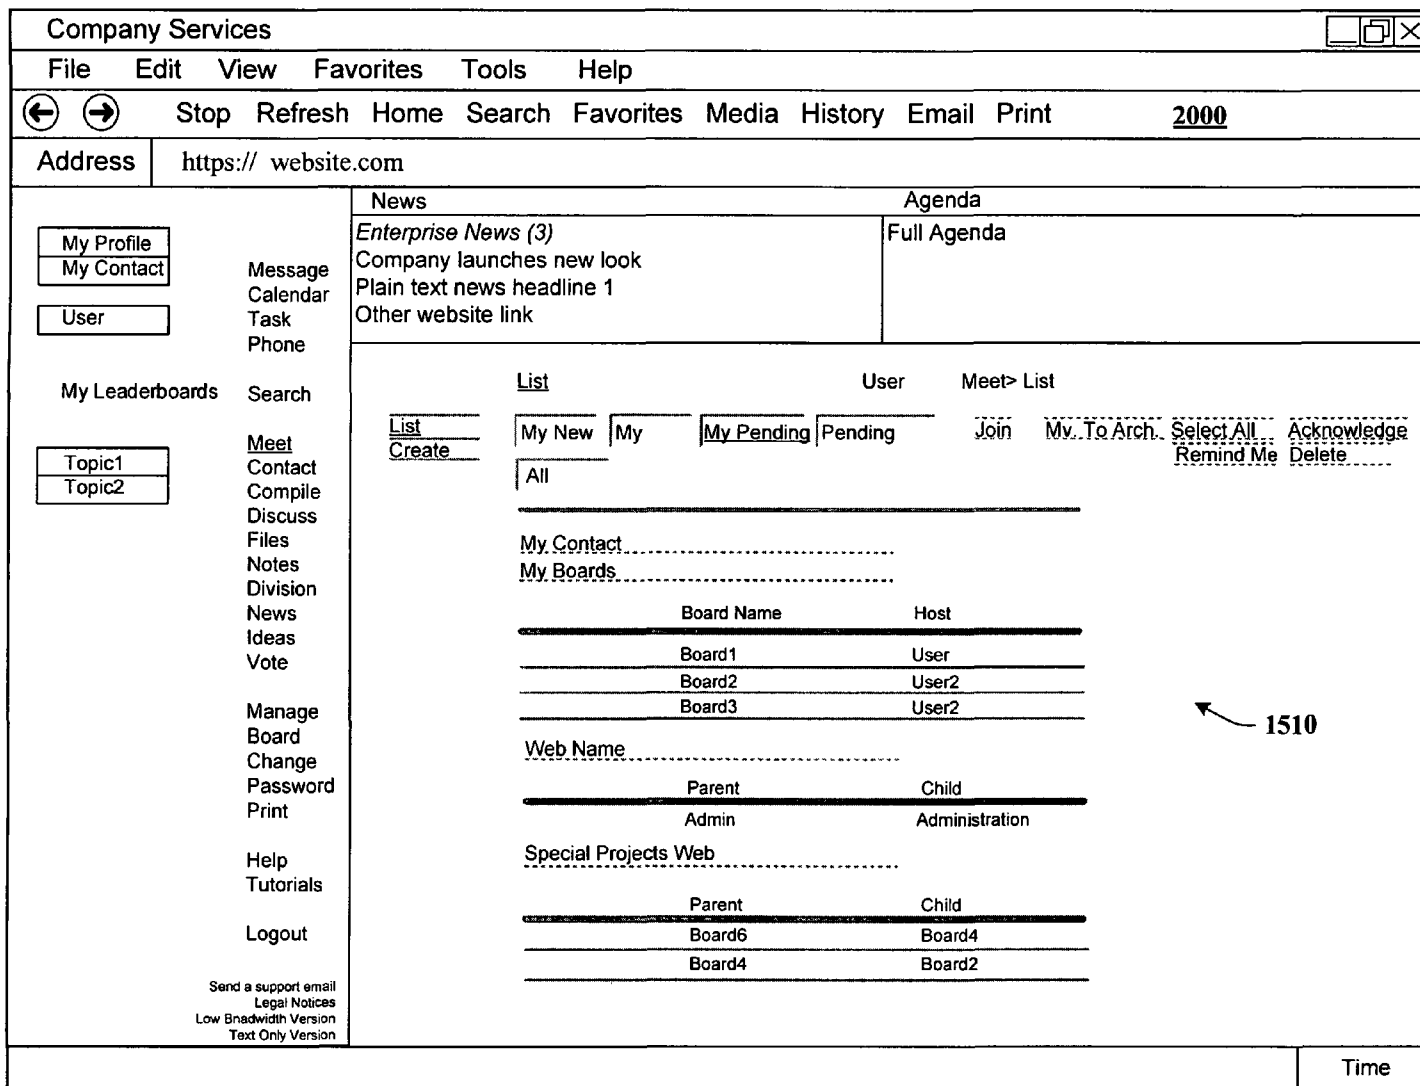 Company Services
File Edit View Favorites Tools Help
Stop Refresh Home Search Favorites Media History Email Print 2000
Address https:// website.com
My Profile
My Contact
User
My Leaderboards
Topic1
Topic2
Message
Calendar
Task
Phone
Search
Meet
Contact
Compile
Discuss
Files
Notes
Division
News
Ideas
Vote
Manage
Board
Change
Password
Print
Help
Tutorials
Logout
Send a support email
Legal Notices
Low Bnadwidth Version
Text Only Version
News Agenda
Enterprise News (3)
Company launches new look
Plain text news headline 1
Other website link
Full Agenda
List User Meet> List
List
Create
My New My My Pending Pending
All
Join Mv. To Arch. Select All Acknowledge
Remind Me Delete
My Contact
My Boards
Board Name Host
Board1 User
Board2 User2
Board3 User2
1510
Web Name
Parent Child
Admin Administration
Special Projects Web
Parent Child
Board6 Board4
Board4 Board2
Time